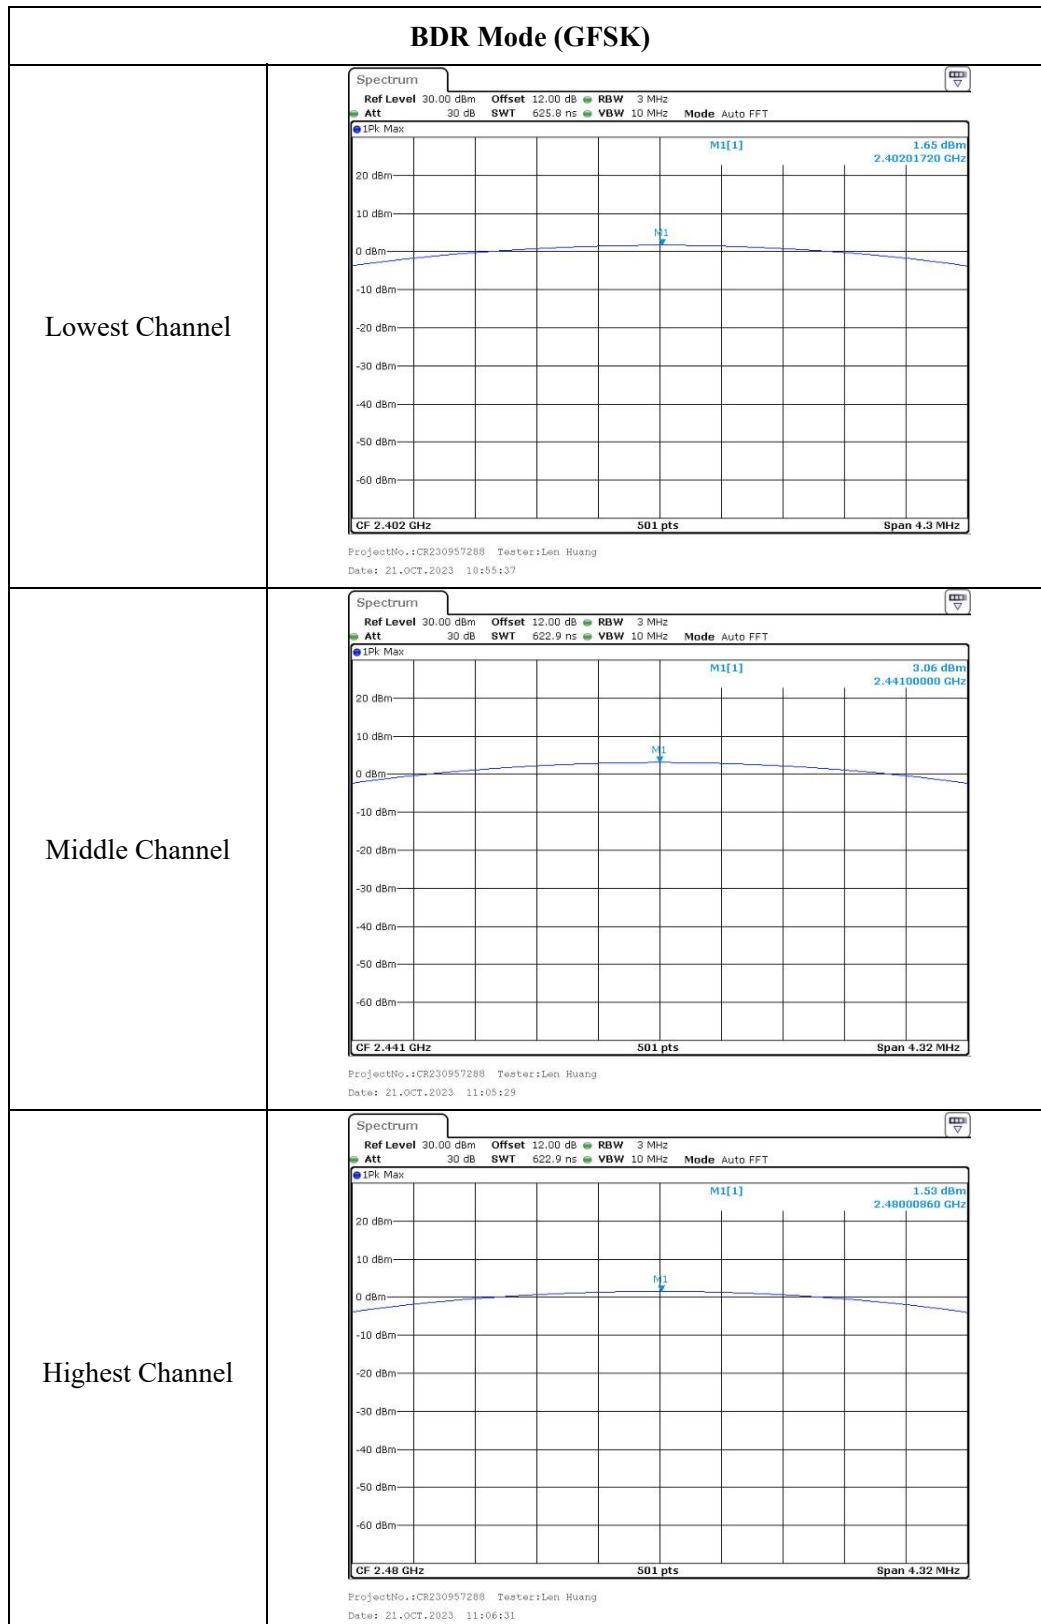 BDR Mode (GFSK)
Lowest Channel
Spectrum
Ref Level 30.00 dBm Offset 12.00 dB RBW 3 MHz
Att 30 dB SWT 625.8 ns VBW 10 MHz Mode Auto FFT
1Pk Max
M1[1] 1.65 dBm
2.40201720 GHz
20 dBm
10 dBm
M1
0 dBm
-10 dBm
-20 dBm
-30 dBm
-40 dBm
-50 dBm
-60 dBm
CF 2.402 GHz 501 pts Span 4.3 MHz
ProjectNo.:CR230957288 Tester:Len Huang
Date: 21.OCT.2023 10:55:37
Middle Channel
Spectrum
Ref Level 30.00 dBm Offset 12.00 dB RBW 3 MHz
Att 30 dB SWT 622.9 ns VBW 10 MHz Mode Auto FFT
1Pk Max
M1[1] 3.06 dBm
2.44100000 GHz
20 dBm
10 dBm
M1
0 dBm
-10 dBm
-20 dBm
-30 dBm
-40 dBm
-50 dBm
-60 dBm
CF 2.441 GHz 501 pts Span 4.32 MHz
ProjectNo.:CR230957288 Tester:Len Huang
Date: 21.OCT.2023 11:05:29
Highest Channel
Spectrum
Ref Level 30.00 dBm Offset 12.00 dB RBW 3 MHz
Att 30 dB SWT 622.9 ns VBW 10 MHz Mode Auto FFT
1Pk Max
M1[1] 1.53 dBm
2.48000860 GHz
20 dBm
10 dBm
M1
0 dBm
-10 dBm
-20 dBm
-30 dBm
-40 dBm
-50 dBm
-60 dBm
CF 2.48 GHz 501 pts Span 4.32 MHz
ProjectNo.:CR230957288 Tester:Len Huang
Date: 21.OCT.2023 11:06:31